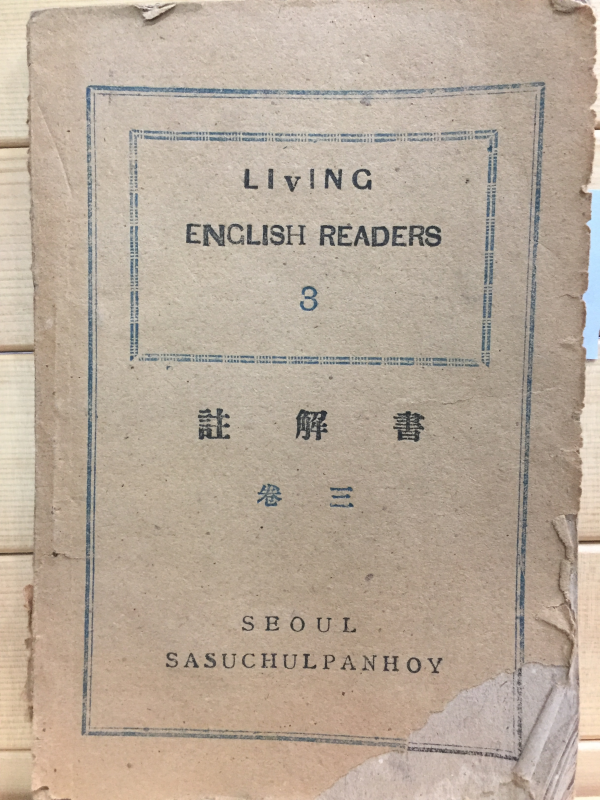 LIvING
ENGLISH READERS
3
註解書
卷三
SEOUL
SASUCHULPANHOY